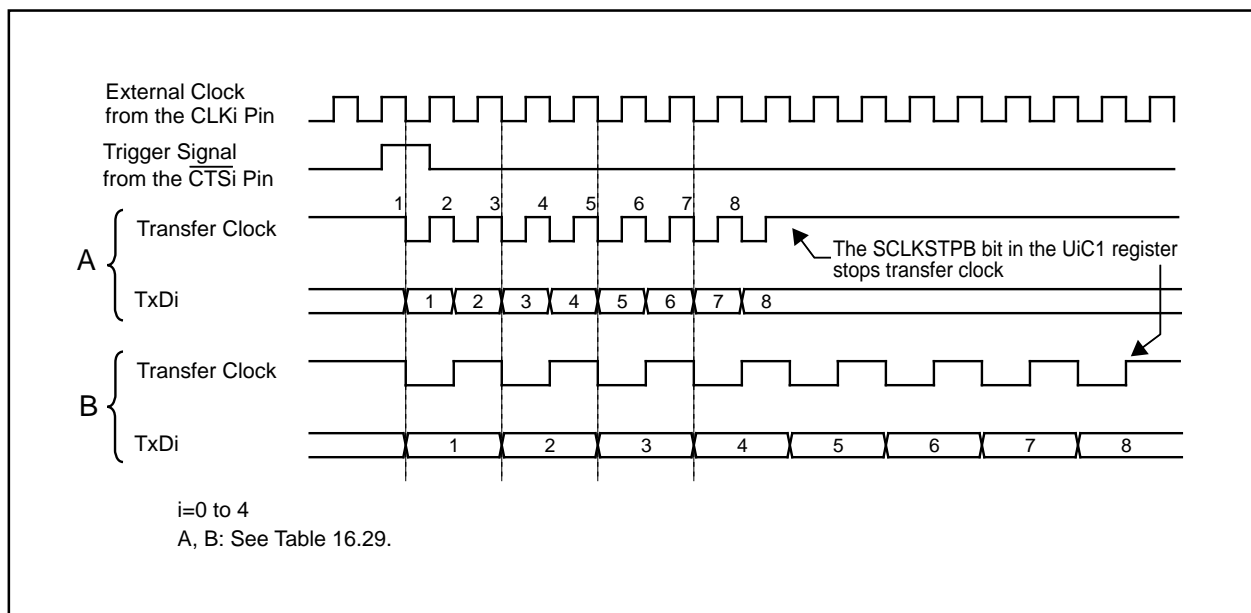 External Clock
from the CLKi Pin
Trigger Signal
from the CTSi Pin
1 2 3 4 5 6 7 8
A
Transfer Clock
The SCLKSTPB bit in the UiC1 register
stops transfer clock
TxDi
1 2 3 4 5 6 7 8
B
Transfer Clock
TxDi
1 2 3 4 5 6 7 8
i=0 to 4
A, B: See Table 16.29.